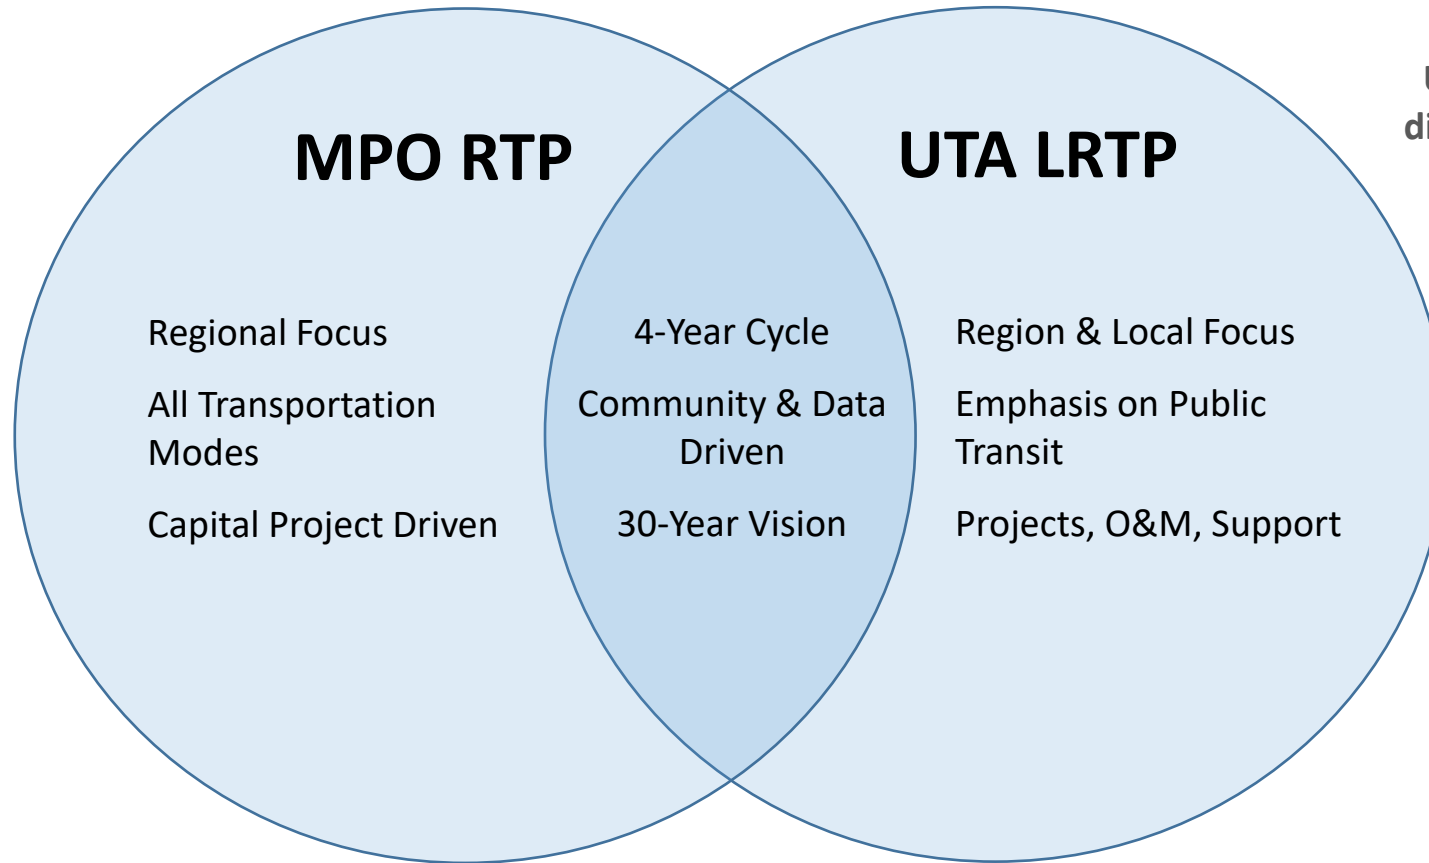 MPO RTP
UTA LRTP
Regional Focus
All Transportation
Modes
Capital Project Driven
4-Year Cycle
Community & Data
Driven
30-Year Vision
Region & Local Focus
Emphasis on Public
Transit
Projects, O&M, Support